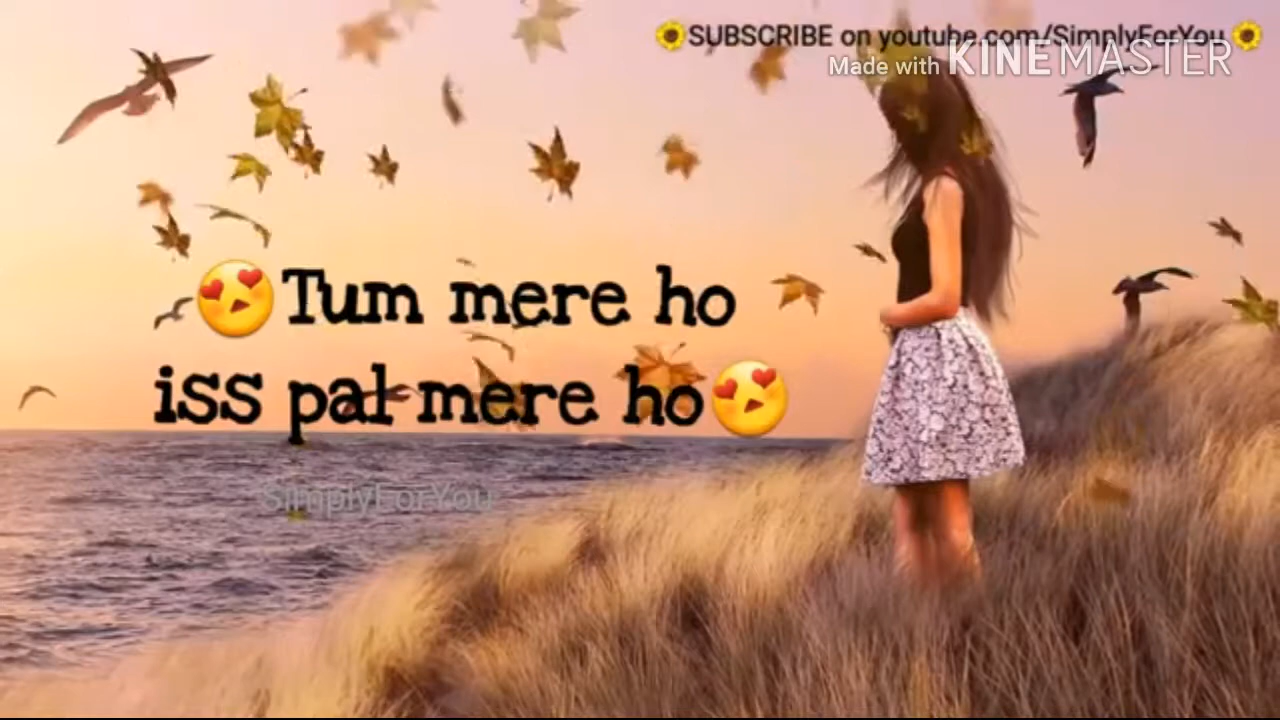 🌻SUBSCRIBE on youtube.com/SimplyForYou🌻
Made with KINEMASTER
😍Tum mere ho
iss pal mere ho😍
SimplyForYou